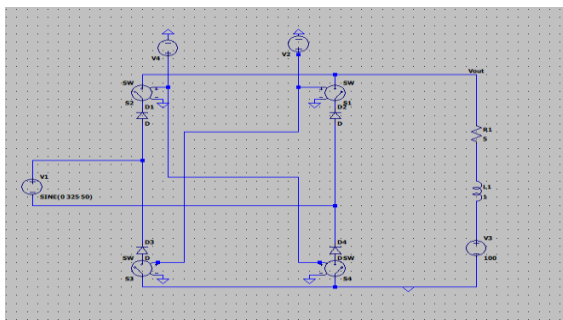 V4
V2
Vout
SW
S2
SW
S1
D1
D
D2
D
R1
5
V1
SINE(0 325 50)
L1
1
D3
D
D4
D
V3
100
SW
S3
SW
S4